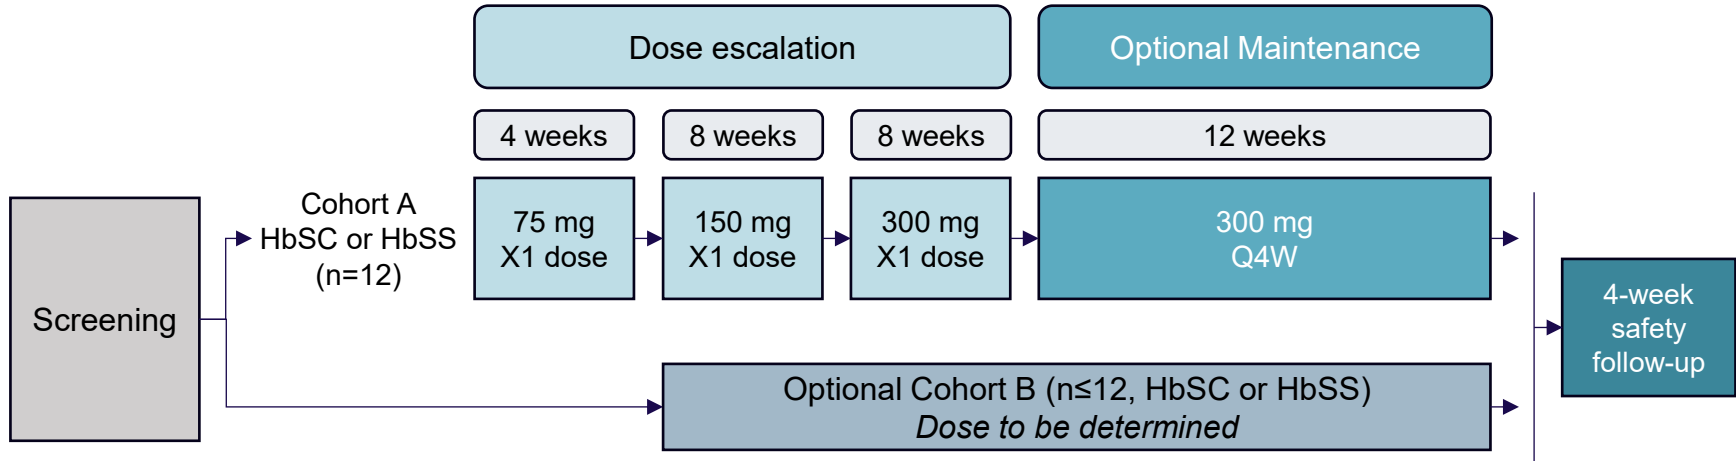 Dose escalation
Optional Maintenance
4 weeks
8 weeks
8 weeks
12 weeks
Screening
Cohort A
HbSC or HbSS
(n=12)
75 mg
X1 dose
150 mg
X1 dose
300 mg
X1 dose
300 mg
Q4W
Optional Cohort B (n≤12, HbSC or HbSS)
Dose to be determined
4-week
safety
follow-up